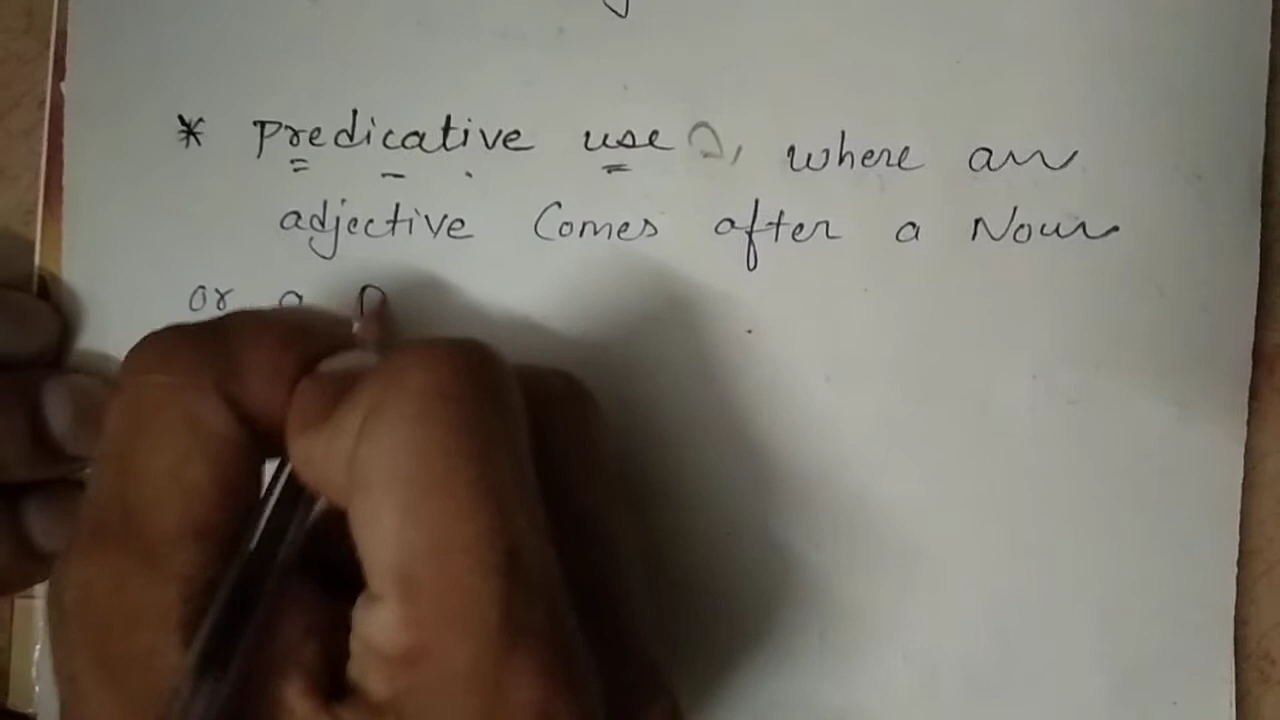 * Predicative use, where an
adjective Comes after a Noun
or a P